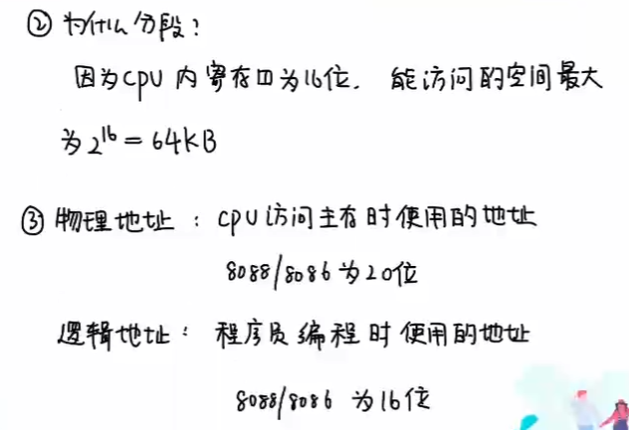 ② 为什么分段：
因为CPU 内寄存口为16位. 能访问的空间最大
为 2^16 = 64KB
③ 物理地址：CPU访问主存时使用的地址
8088/8086 为20位
逻辑地址：程序员编程时使用的地址
8088/8086 为16位